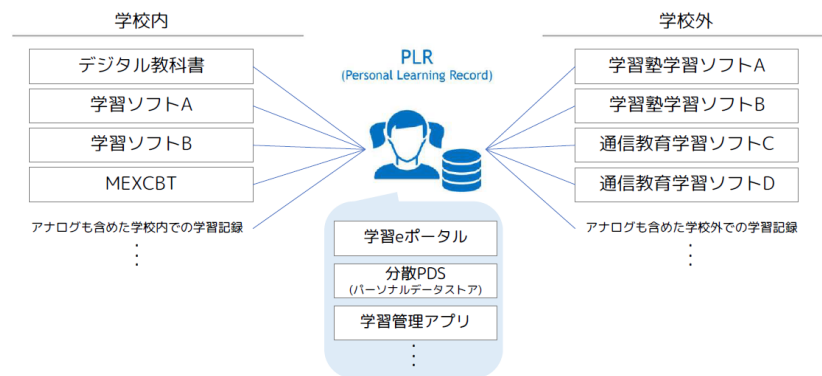 学校内
デジタル教科書
学習ソフトA
学習ソフトB
MEXCBT
アナログも含めた学校内での学習記録
⋮
PLR
(Personal Learning Record)
学習eポータル
分散PDS
(パーソナルデータストア)
学習管理アプリ
⋮
学校外
学習塾学習ソフトA
学習塾学習ソフトB
通信教育学習ソフトC
通信教育学習ソフトD
アナログも含めた学校外での学習記録
⋮